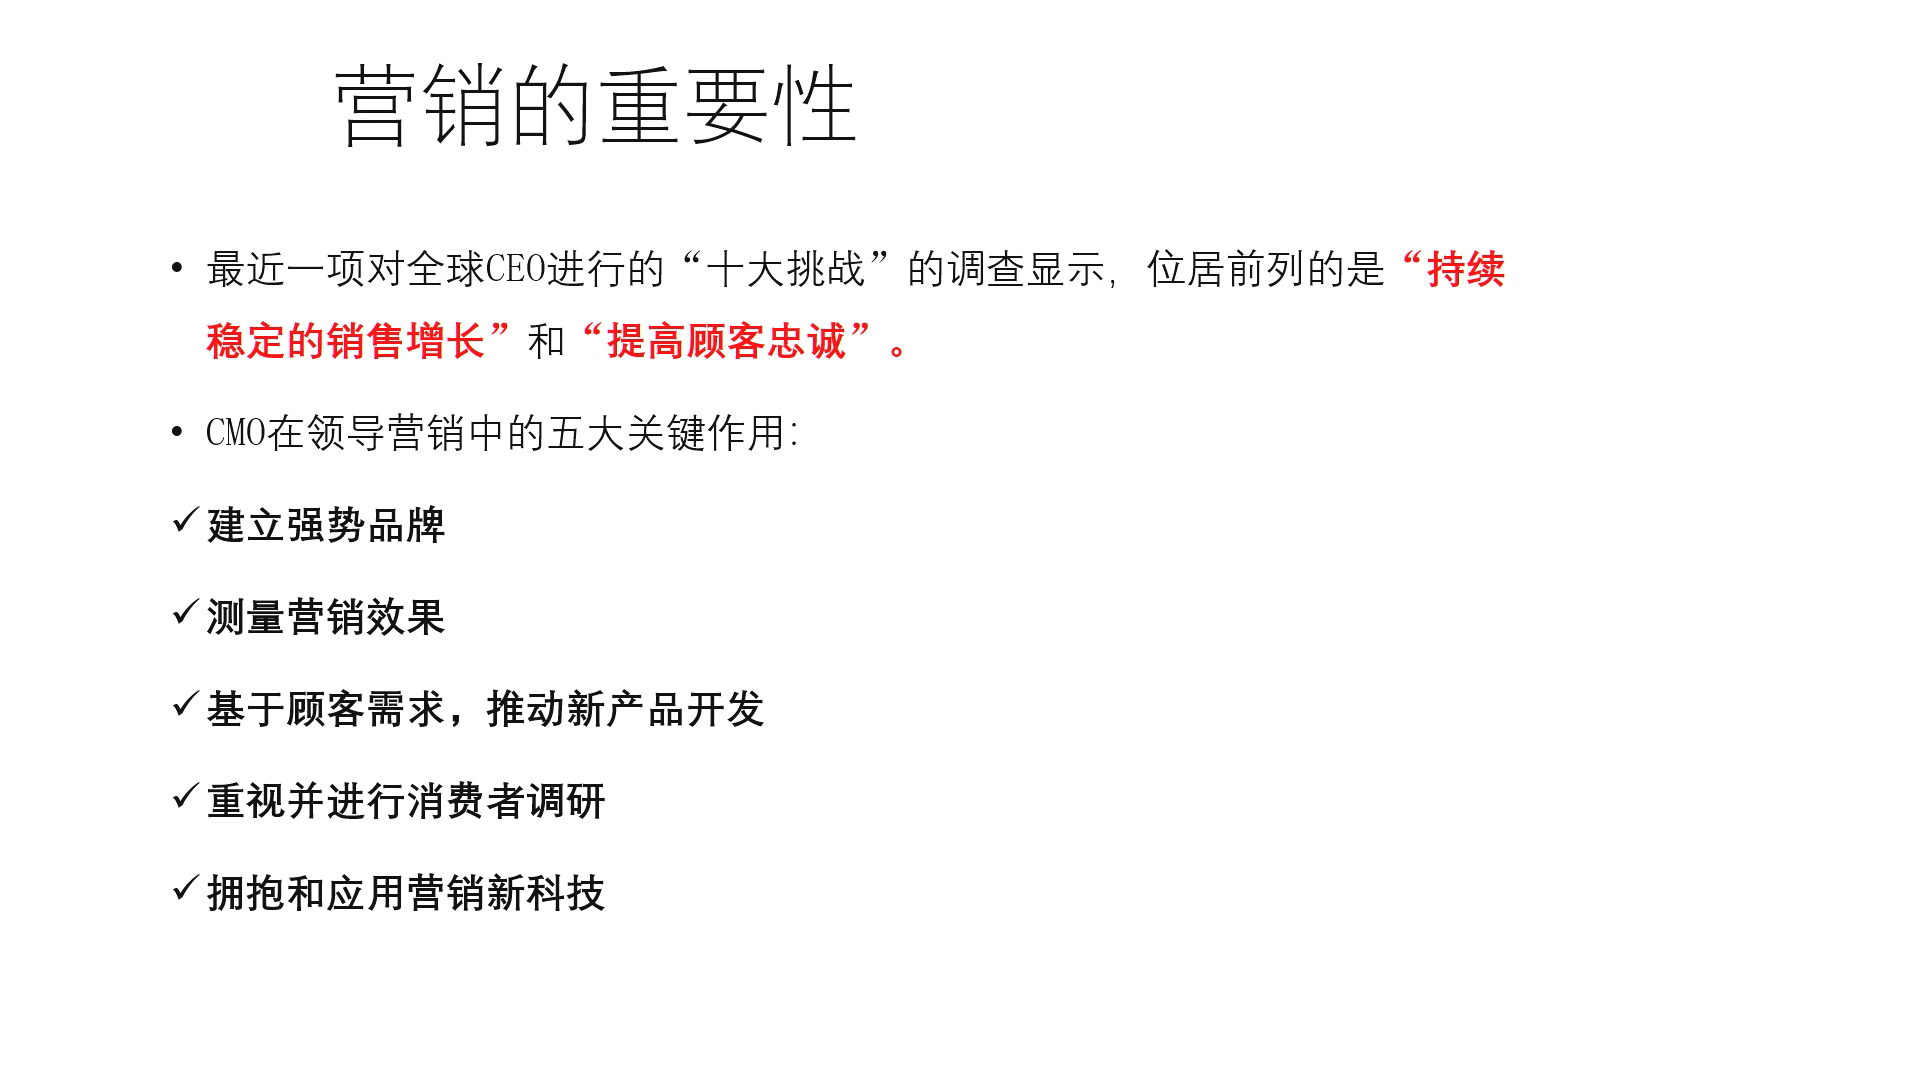 营销的重要性
• 最近一项对全球CEO进行的“十大挑战”的调查显示，位居前列的是“持续
稳定的销售增长”和“提高顾客忠诚”。
• CMO在领导营销中的五大关键作用：
✓建立强势品牌
✓测量营销效果
✓基于顾客需求，推动新产品开发
✓重视并进行消费者调研
✓拥抱和应用营销新科技